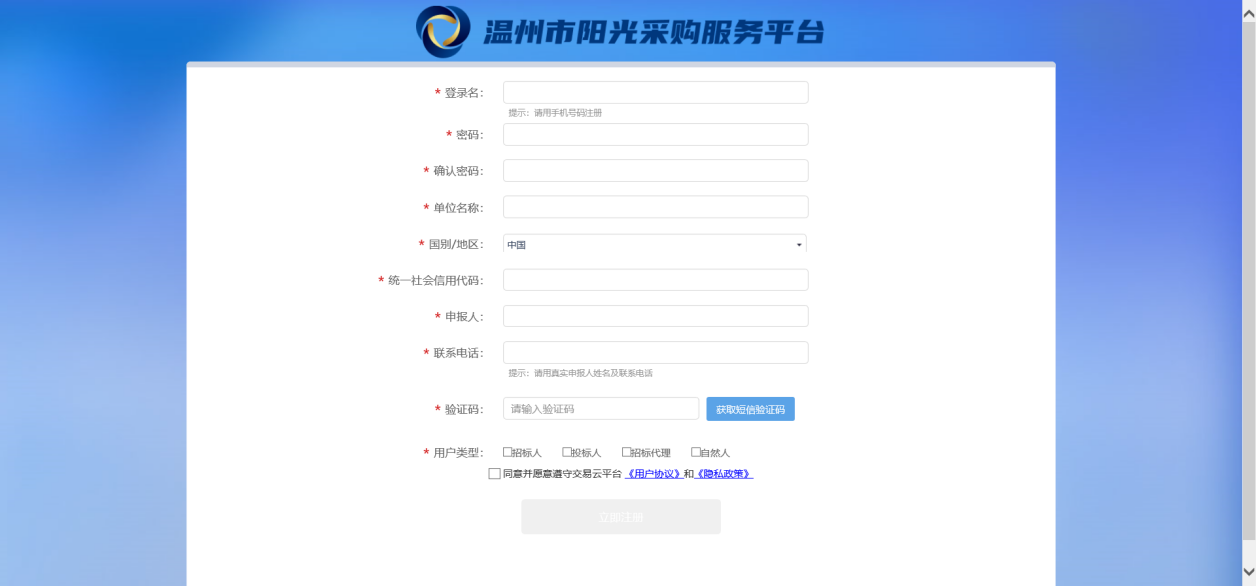 温州市阳光采购服务平台
* 登录名：
提示：请用手机号码注册
* 密码：
* 确认密码：
* 单位名称：
* 国别/地区： 中国
* 统一社会信用代码：
* 申报人：
* 联系电话：
提示：请用真实申报人姓名及联系电话
* 验证码： 请输入验证码 获取短信验证码
* 用户类型： 招标人 投标人 招标代理 自然人
同意并愿意遵守交易云平台 《用户协议》和《隐私政策》
立即注册